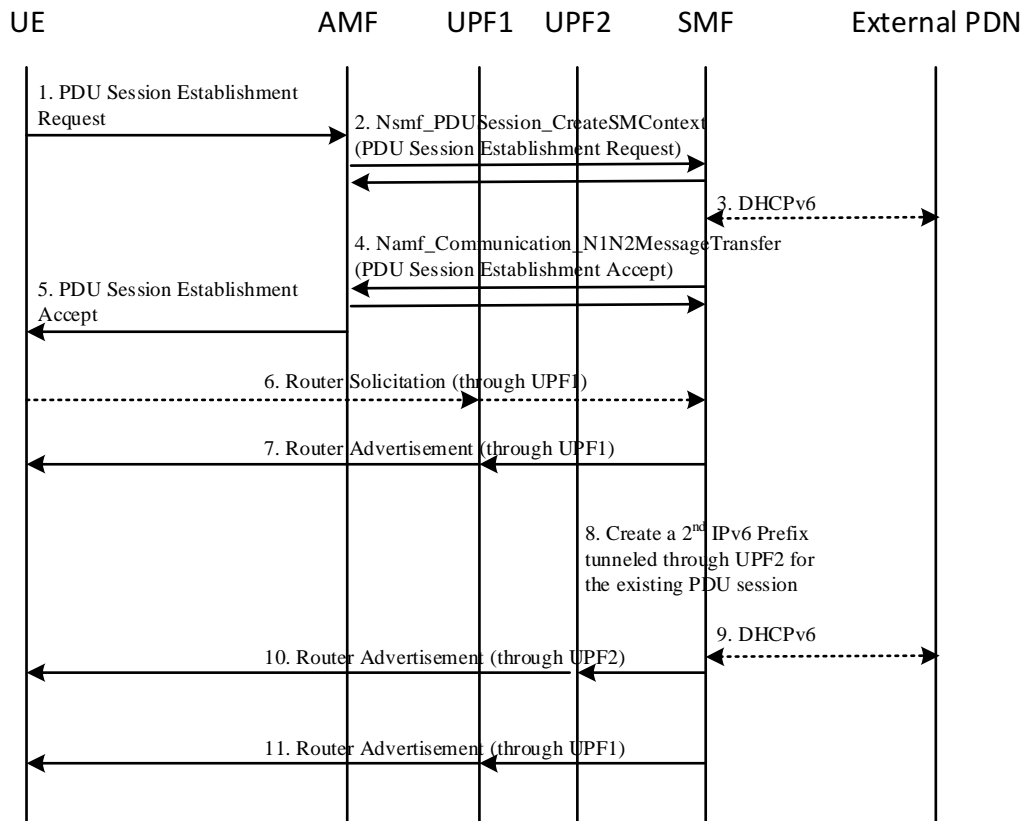 UE AMF UPF1 UPF2 SMF External PDN
1. PDU Session Establishment
Request
2. Nsmf_PDUSession_CreateSMContext
(PDU Session Establishment Request)
3. DHCPv6
4. Namf_Communication_N1N2MessageTransfer
(PDU Session Establishment Accept)
5. PDU Session Establishment
Accept
6. Router Solicitation (through UPF1)
7. Router Advertisement (through UPF1)
8. Create a 2nd IPv6 Prefix
tunneled through UPF2 for
the existing PDU session
9. DHCPv6
10. Router Advertisement (through UPF2)
11. Router Advertisement (through UPF1)